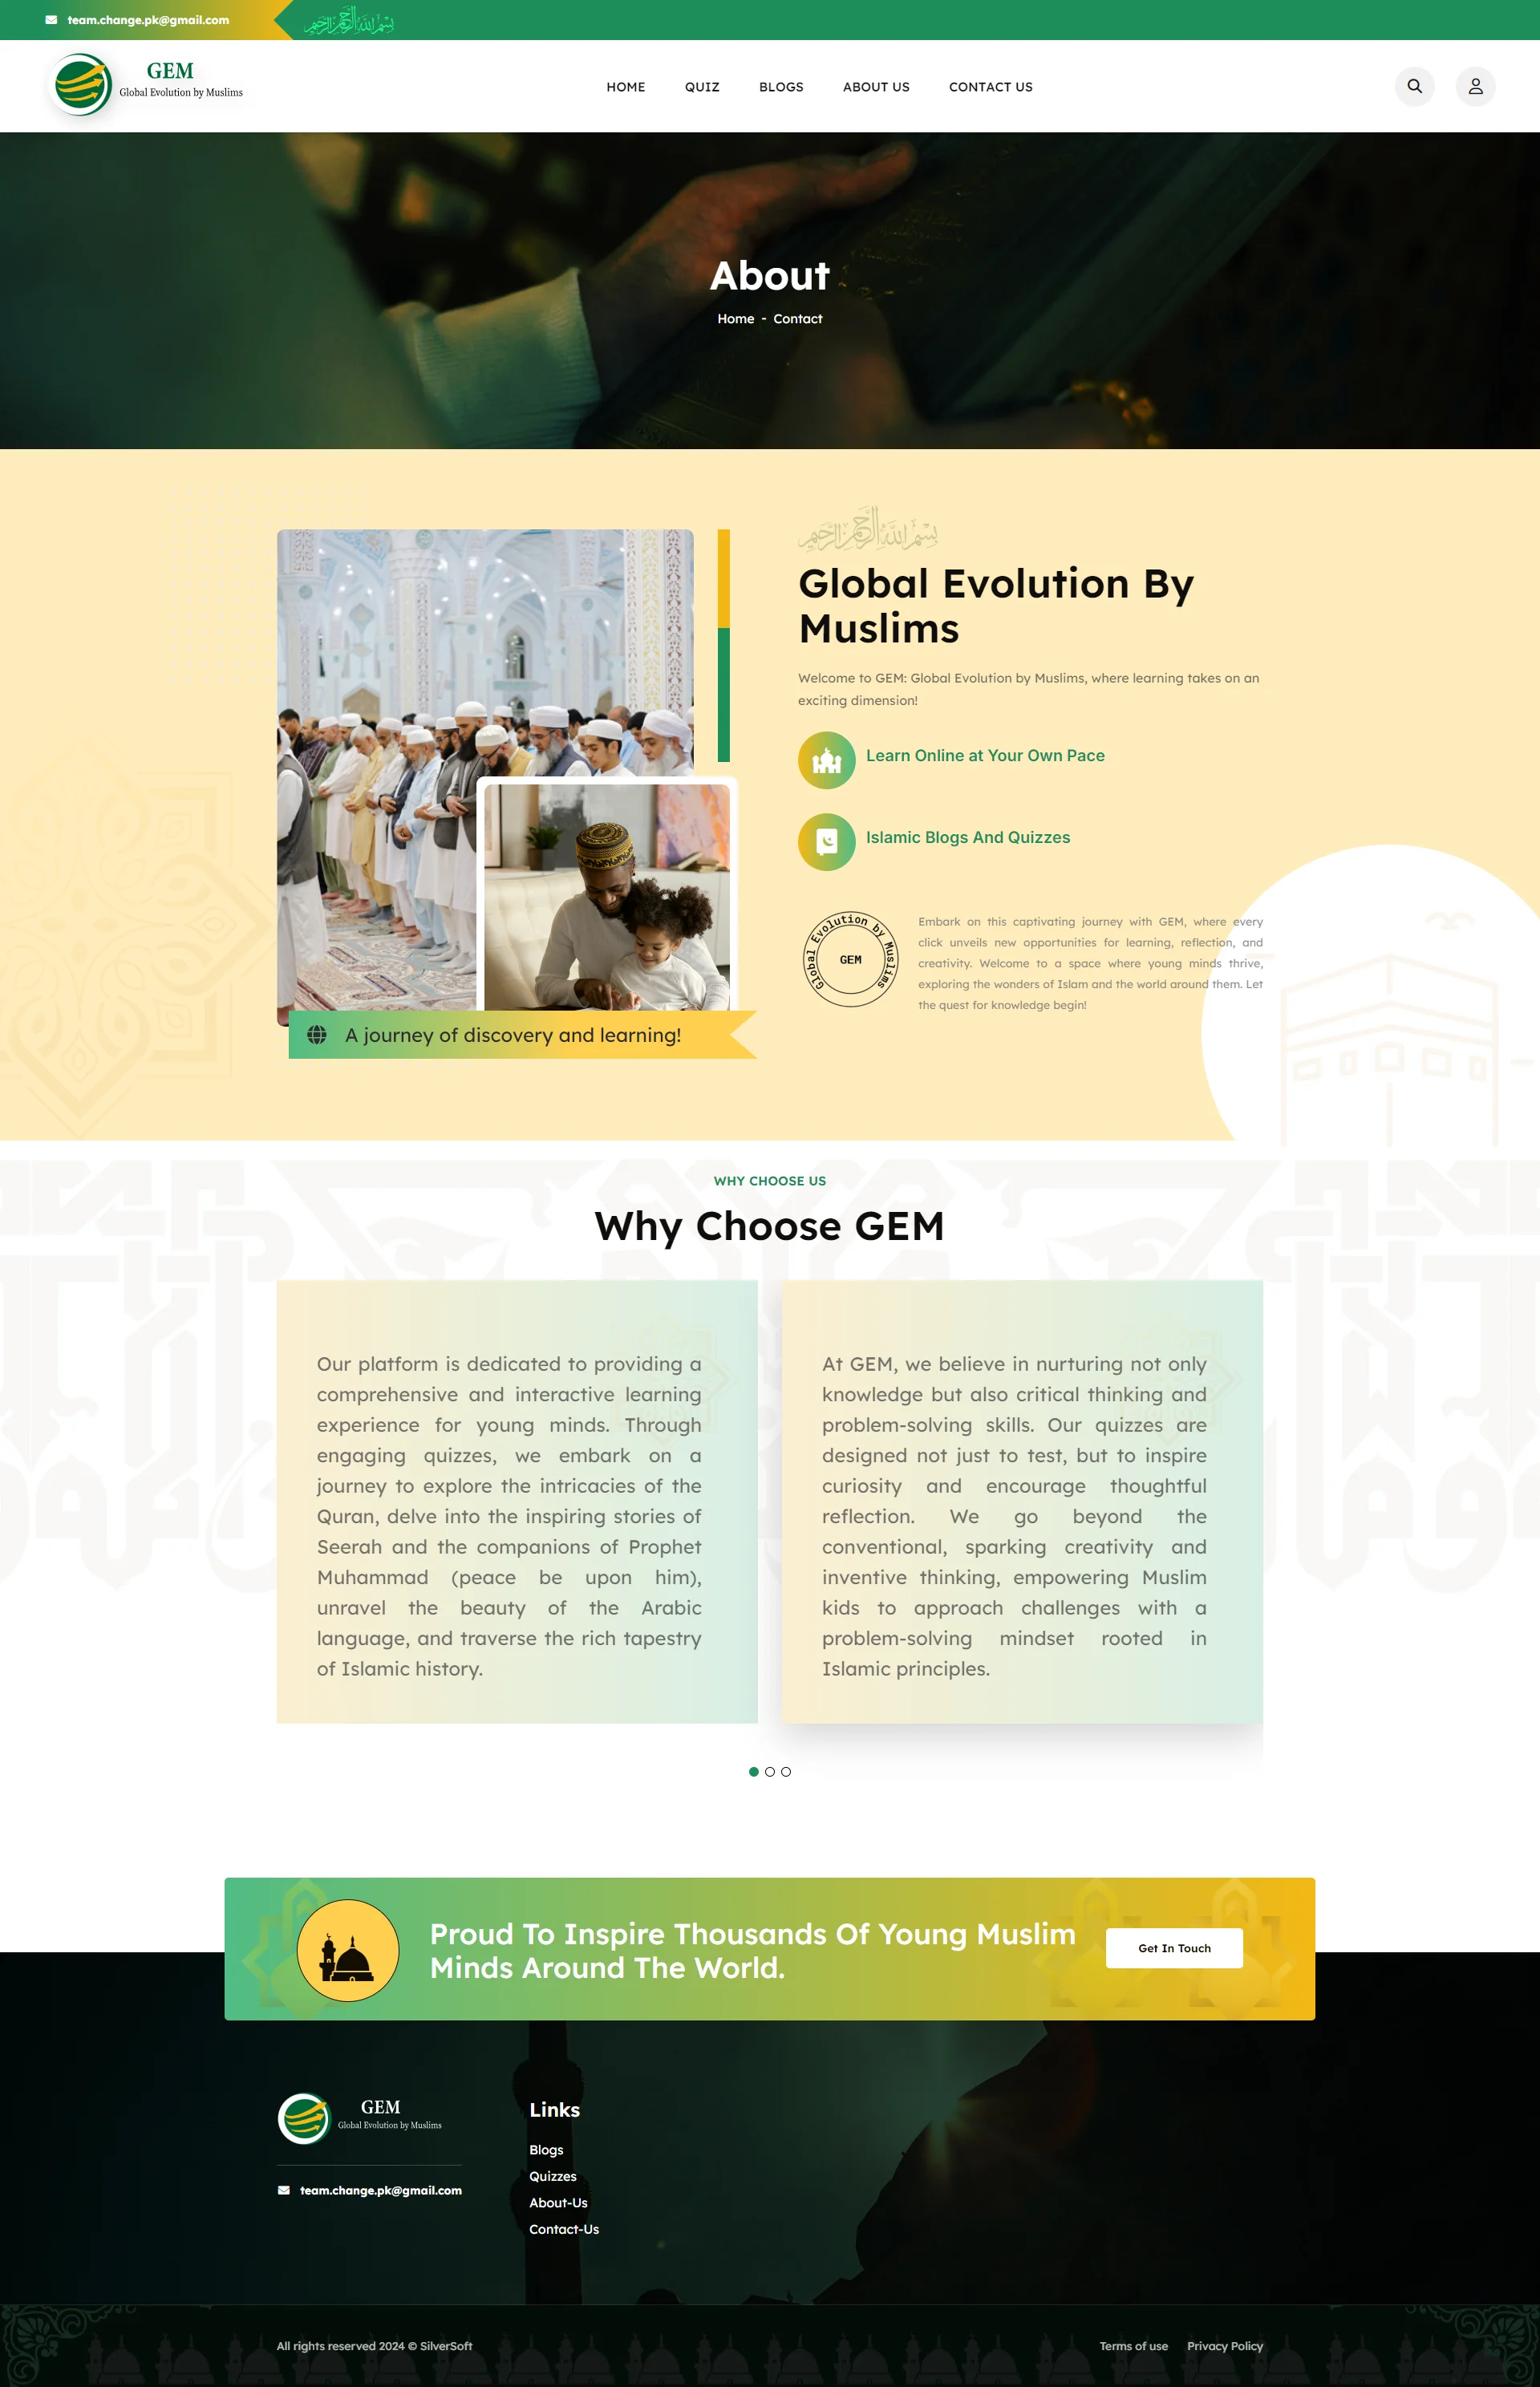 team.change.pk@gmail.com
بسم الله الرحمن الرحيم
GEM
Global Evolution by Muslims
HOME
QUIZ
BLOGS
ABOUT US
CONTACT US
About
Home - Contact
بسم الله الرحمن الرحيم
Global Evolution By
Muslims
Welcome to GEM: Global Evolution by Muslims, where learning takes on an
exciting dimension!
Learn Online at Your Own Pace
Islamic Blogs And Quizzes
Global Evolution by Muslims
GEM
Embark on this captivating journey with GEM, where every
click unveils new opportunities for learning, reflection, and
creativity. Welcome to a space where young minds thrive,
exploring the wonders of Islam and the world around them. Let
the quest for knowledge begin!
A journey of discovery and learning!
WHY CHOOSE US
Why Choose GEM
Our platform is dedicated to providing a
comprehensive and interactive learning
experience for young minds. Through
engaging quizzes, we embark on a
journey to explore the intricacies of the
Quran, delve into the inspiring stories of
Seerah and the companions of Prophet
Muhammad (peace be upon him),
unravel the beauty of the Arabic
language, and traverse the rich tapestry
of Islamic history.
At GEM, we believe in nurturing not only
knowledge but also critical thinking and
problem-solving skills. Our quizzes are
designed not just to test, but to inspire
curiosity and encourage thoughtful
reflection. We go beyond the
conventional, sparking creativity and
inventive thinking, empowering Muslim
kids to approach challenges with a
problem-solving mindset rooted in
Islamic principles.
Proud To Inspire Thousands Of Young Muslim
Minds Around The World.
Get In Touch
GEM
Global Evolution by Muslims
team.change.pk@gmail.com
Links
Blogs
Quizzes
About-Us
Contact-Us
All rights reserved 2024 © SilverSoft
Terms of use
Privacy Policy